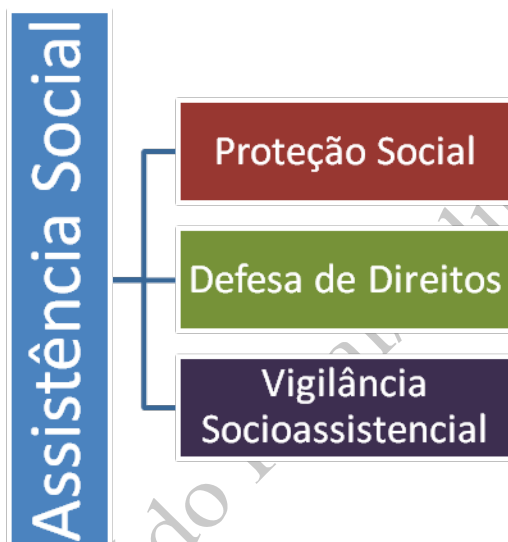 Assistência Social
Proteção Social
Defesa de Direitos
Vigilância
Socioassistencial